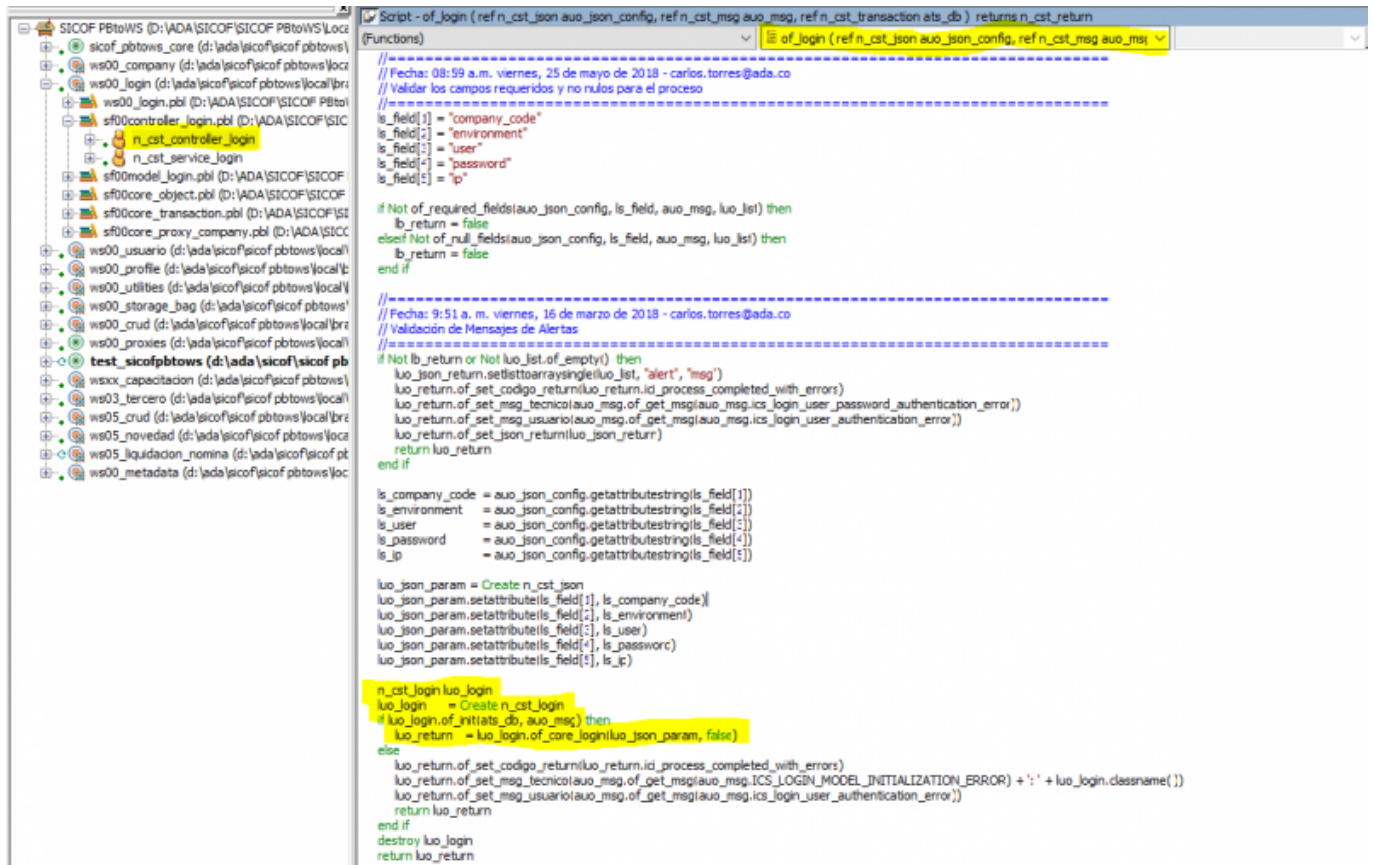 SICOF PBtoWS (D:\ADA\SICOF\SICOF PBtoWS\Loca
sicof_pbtows_core (d:\ada\sicof\sicof pbtows\
ws00_company (d:\ada\sicof\sicof pbtows\loca
ws00_login (d:\ada\sicof\sicof pbtows\local\bra
ws00_login.pbl (D:\ADA\SICOF\SICOF PBto
sf00controller_login.pbl (D:\ADA\SICOF\SIC
n_cst_controller_login
n_cst_service_login
sf00model_login.pbl (D:\ADA\SICOF\SICOF
sf00core_object.pbl (D:\ADA\SICOF\SICOF
sf00core_transaction.pbl (D:\ADA\SICOF\SI
sf00core_proxy_company.pbl (D:\ADA\SICO
ws00_usuario (d:\ada\sicof\sicof pbtows\local\
ws00_profile (d:\ada\sicof\sicof pbtows\local\b
ws00_utilities (d:\ada\sicof\sicof pbtows\local\
ws00_storage_bag (d:\ada\sicof\sicof pbtows\
ws00_crud (d:\ada\sicof\sicof pbtows\local\bra
ws00_proxies (d:\ada\sicof\sicof pbtows\local\
test_sicofpbtows (d:\ada\sicof\sicof pb
wsxx_capacitacion (d:\ada\sicof\sicof pbtows\
ws03_tercero (d:\ada\sicof\sicof pbtows\local\
ws05_crud (d:\ada\sicof\sicof pbtows\local\bra
ws05_novedad (d:\ada\sicof\sicof pbtows\loca
ws05_liquidacion_nomina (d:\ada\sicof\sicof pt
ws00_metadata (d:\ada\sicof\sicof pbtows\loc
Script - of_login ( ref n_cst_json auo_json_config, ref n_cst_msg auo_msg, ref n_cst_transaction ats_db ) returns n_cst_return
(Functions)
of_login ( ref n_cst_json auo_json_config, ref n_cst_msg auo_msg
//==============================================================================
// Fecha: 08:59 a.m. viernes, 25 de mayo de 2018 - carlos.torres@ada.co
// Validar los campos requeridos y no nulos para el proceso
//==============================================================================
ls_field[1] = "company_code"
ls_field[2] = "environment"
ls_field[3] = "user"
ls_field[4] = "password"
ls_field[5] = "ip"
if Not of_required_fields(auo_json_config, ls_field, auo_msg, luo_list) then
lb_return = false
elseif Not of_null_fields(auo_json_config, ls_field, auo_msg, luo_list) then
lb_return = false
end if
//==============================================================================
// Fecha: 9:51 a. m. viernes, 16 de marzo de 2018 - carlos.torres@ada.co
// Validación de Mensajes de Alertas
//==============================================================================
if Not lb_return or Not luo_list.of_empty() then
luo_json_return.setlisttoarraysingle(luo_list, "alert", "msg")
luo_return.of_set_codigo_return(luo_return.ici_process_completed_with_errors)
luo_return.of_set_msg_tecnico(auo_msg.of_get_msg(auo_msg.ics_login_user_password_authentication_error))
luo_return.of_set_msg_usuario(auo_msg.of_get_msg(auo_msg.ics_login_user_authentication_error))
luo_return.of_set_json_return(luo_json_return)
return luo_return
end if
ls_company_code = auo_json_config.getattributestring(ls_field[1])
ls_environment = auo_json_config.getattributestring(ls_field[2])
ls_user = auo_json_config.getattributestring(ls_field[3])
ls_password = auo_json_config.getattributestring(ls_field[4])
ls_ip = auo_json_config.getattributestring(ls_field[5])
luo_json_param = Create n_cst_json
luo_json_param.setattribute(ls_field[1], ls_company_code)
luo_json_param.setattribute(ls_field[2], ls_environment)
luo_json_param.setattribute(ls_field[3], ls_user)
luo_json_param.setattribute(ls_field[4], ls_password)
luo_json_param.setattribute(ls_field[5], ls_ip)
n_cst_login luo_login
luo_login = Create n_cst_login
if luo_login.of_init(ats_db, auo_msg) then
luo_return = luo_login.of_core_login(luo_json_param, false)
else
luo_return.of_set_codigo_return(luo_return.ici_process_completed_with_errors)
luo_return.of_set_msg_tecnico(auo_msg.of_get_msg(auo_msg.ICS_LOGIN_MODEL_INITIALIZATION_ERROR) + ': ' + luo_login.classname( ))
luo_return.of_set_msg_usuario(auo_msg.of_get_msg(auo_msg.ics_login_user_authentication_error))
return luo_return
end if
destroy luo_login
return luo_return